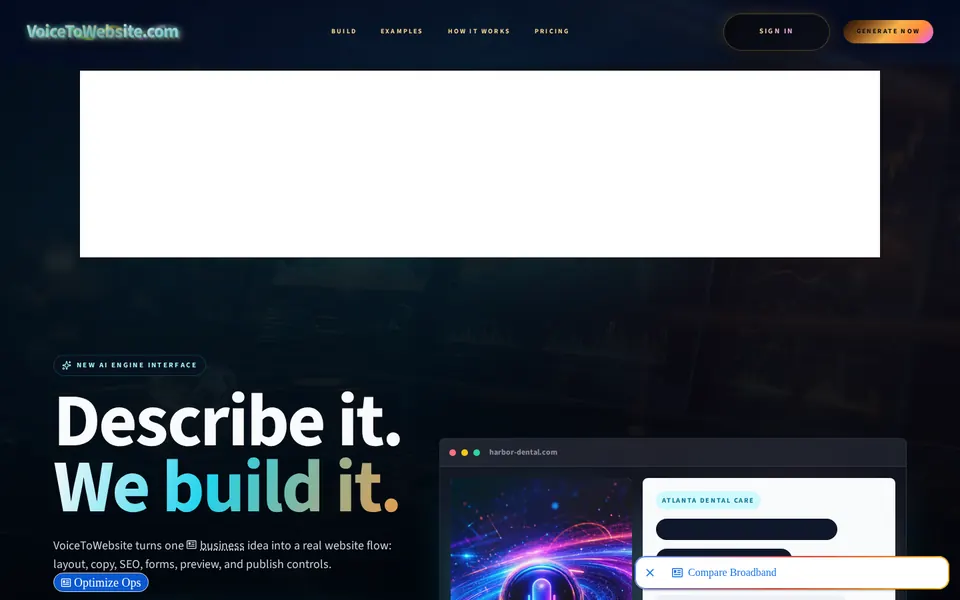 VoiceToWebsite.com
BUILD EXAMPLES HOW IT WORKS PRICING SIGN IN GENERATE NOW
NEW AI ENGINE INTERFACE
Describe it.
We build it.
VoiceToWebsite turns one business idea into a real website flow:
layout, copy, SEO, forms, preview, and publish controls.
Optimize Ops
harbor-dental.com
ATLANTA DENTAL CARE
Compare Broadband